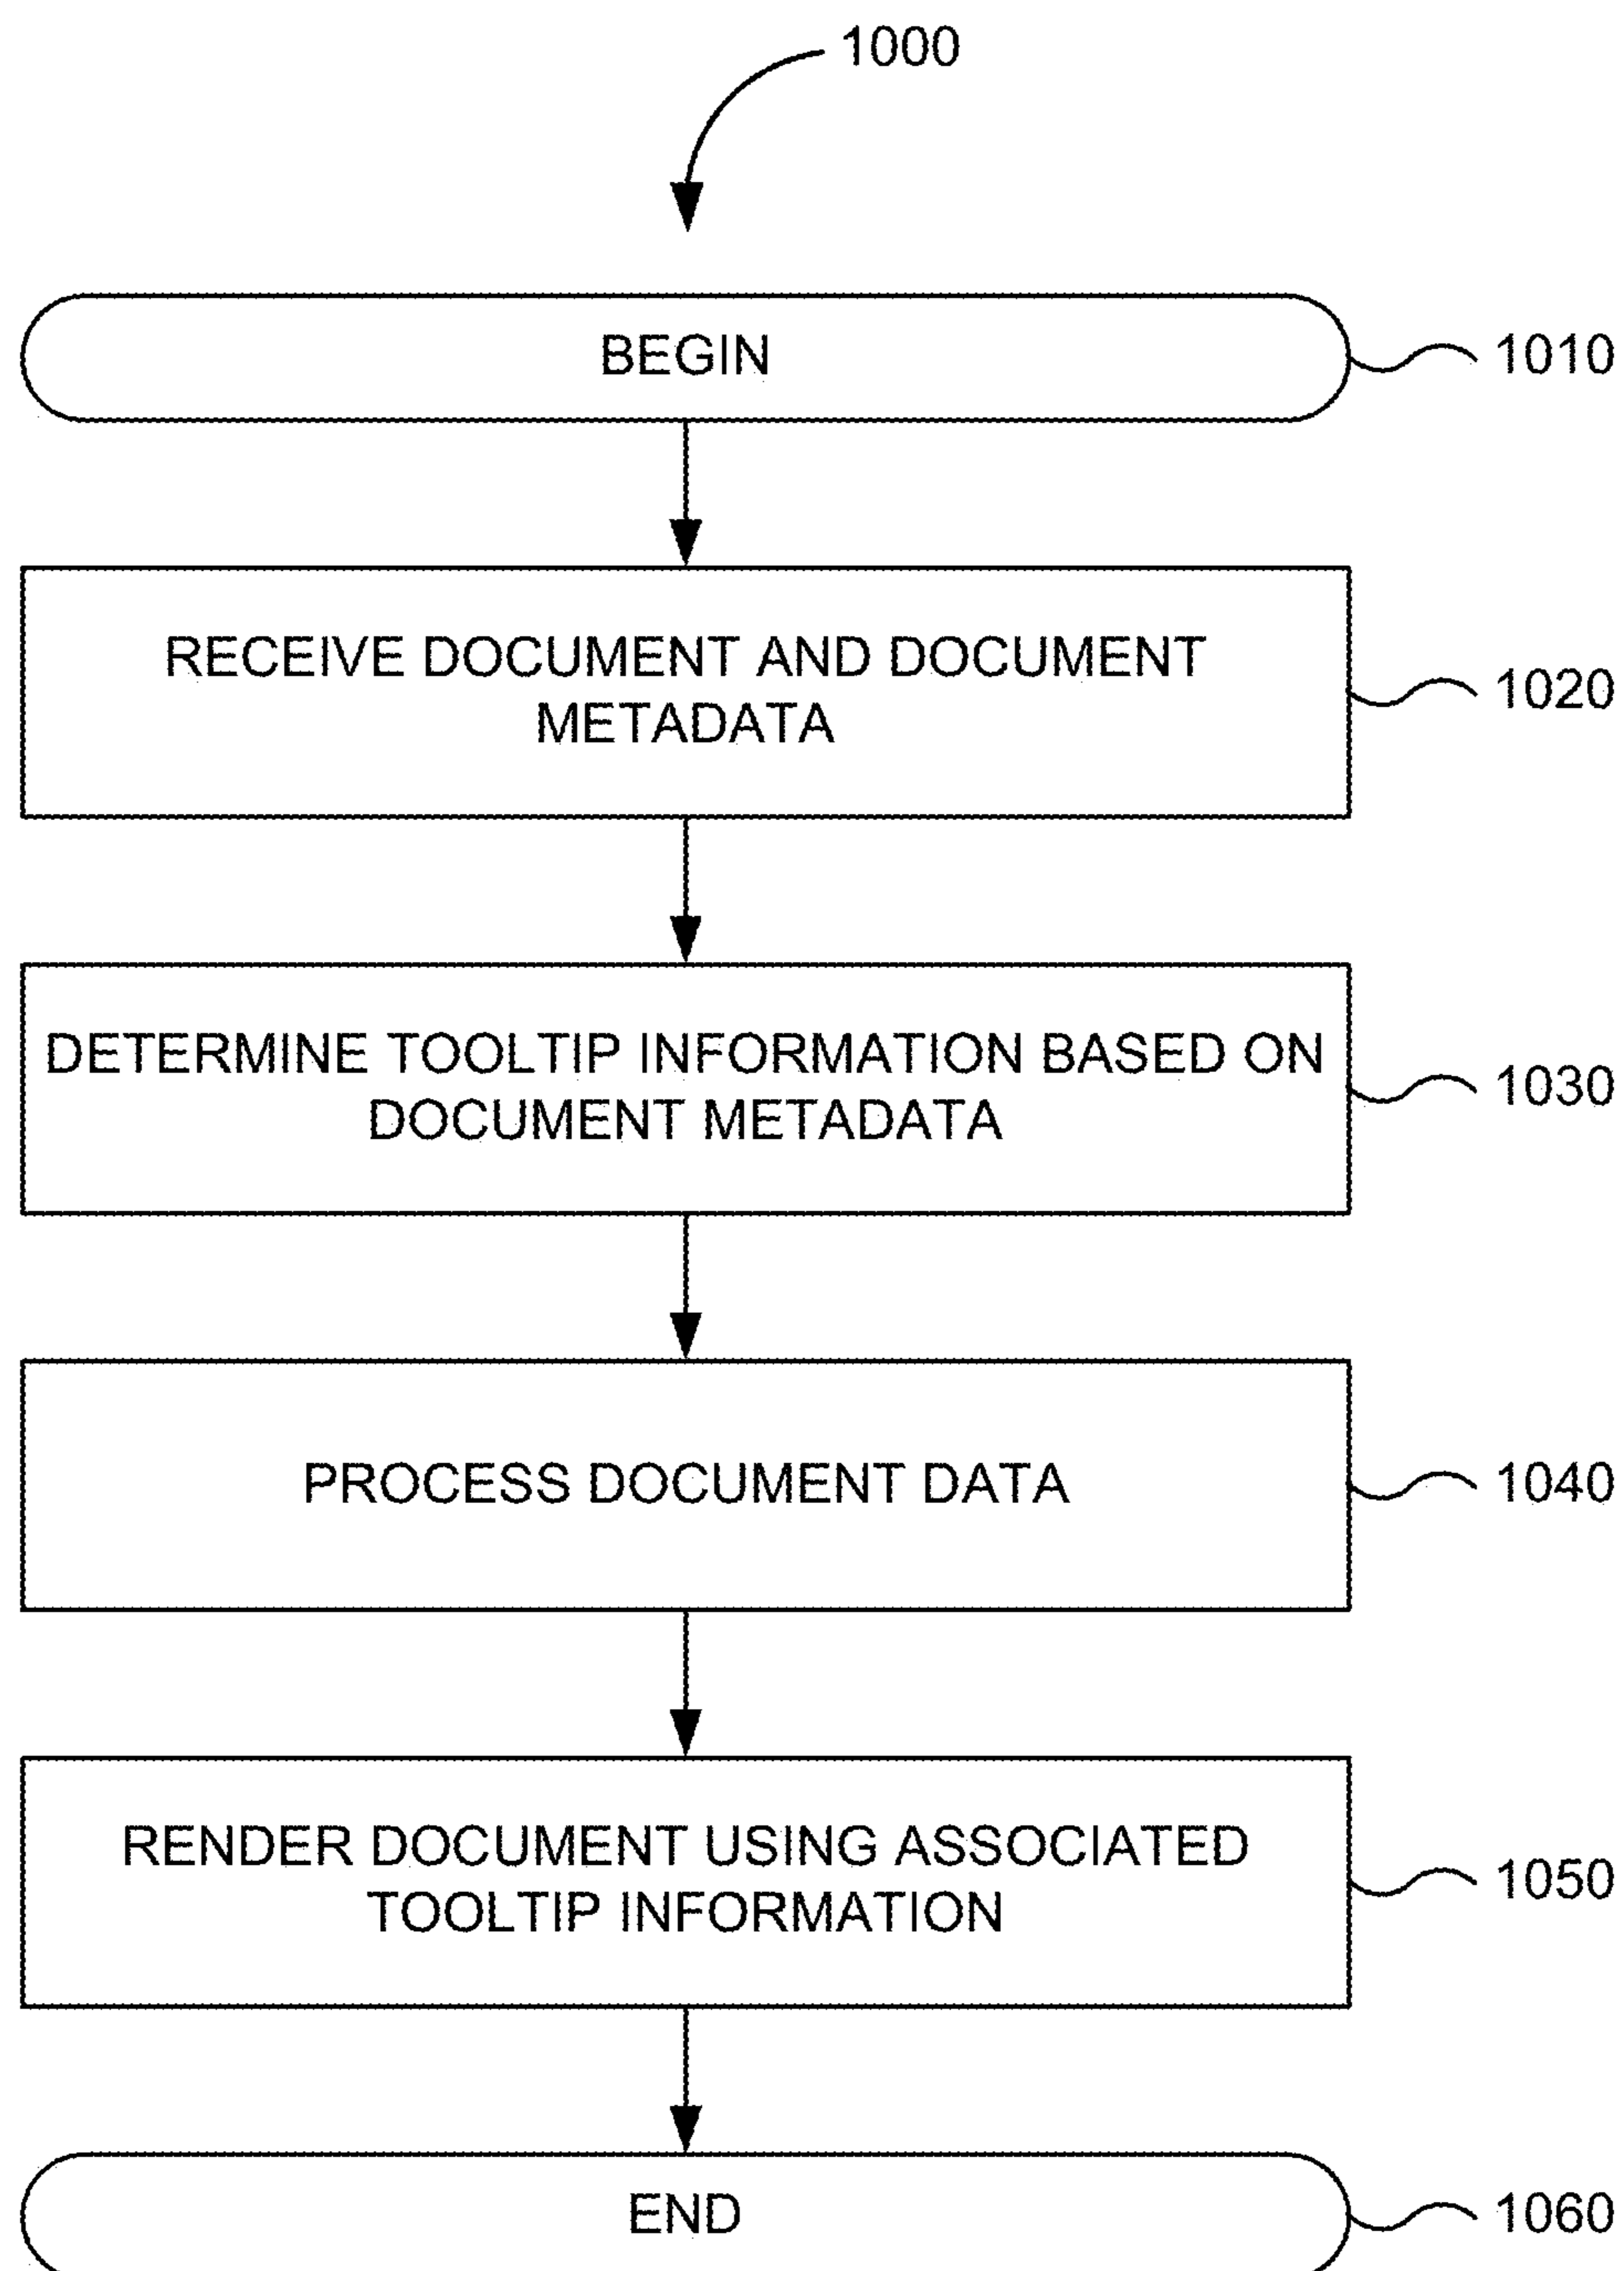 1000
BEGIN
1010
RECEIVE DOCUMENT AND DOCUMENT
METADATA
1020
DETERMINE TOOLTIP INFORMATION BASED ON
DOCUMENT METADATA
1030
PROCESS DOCUMENT DATA
1040
RENDER DOCUMENT USING ASSOCIATED
TOOLTIP INFORMATION
1050
END
1060